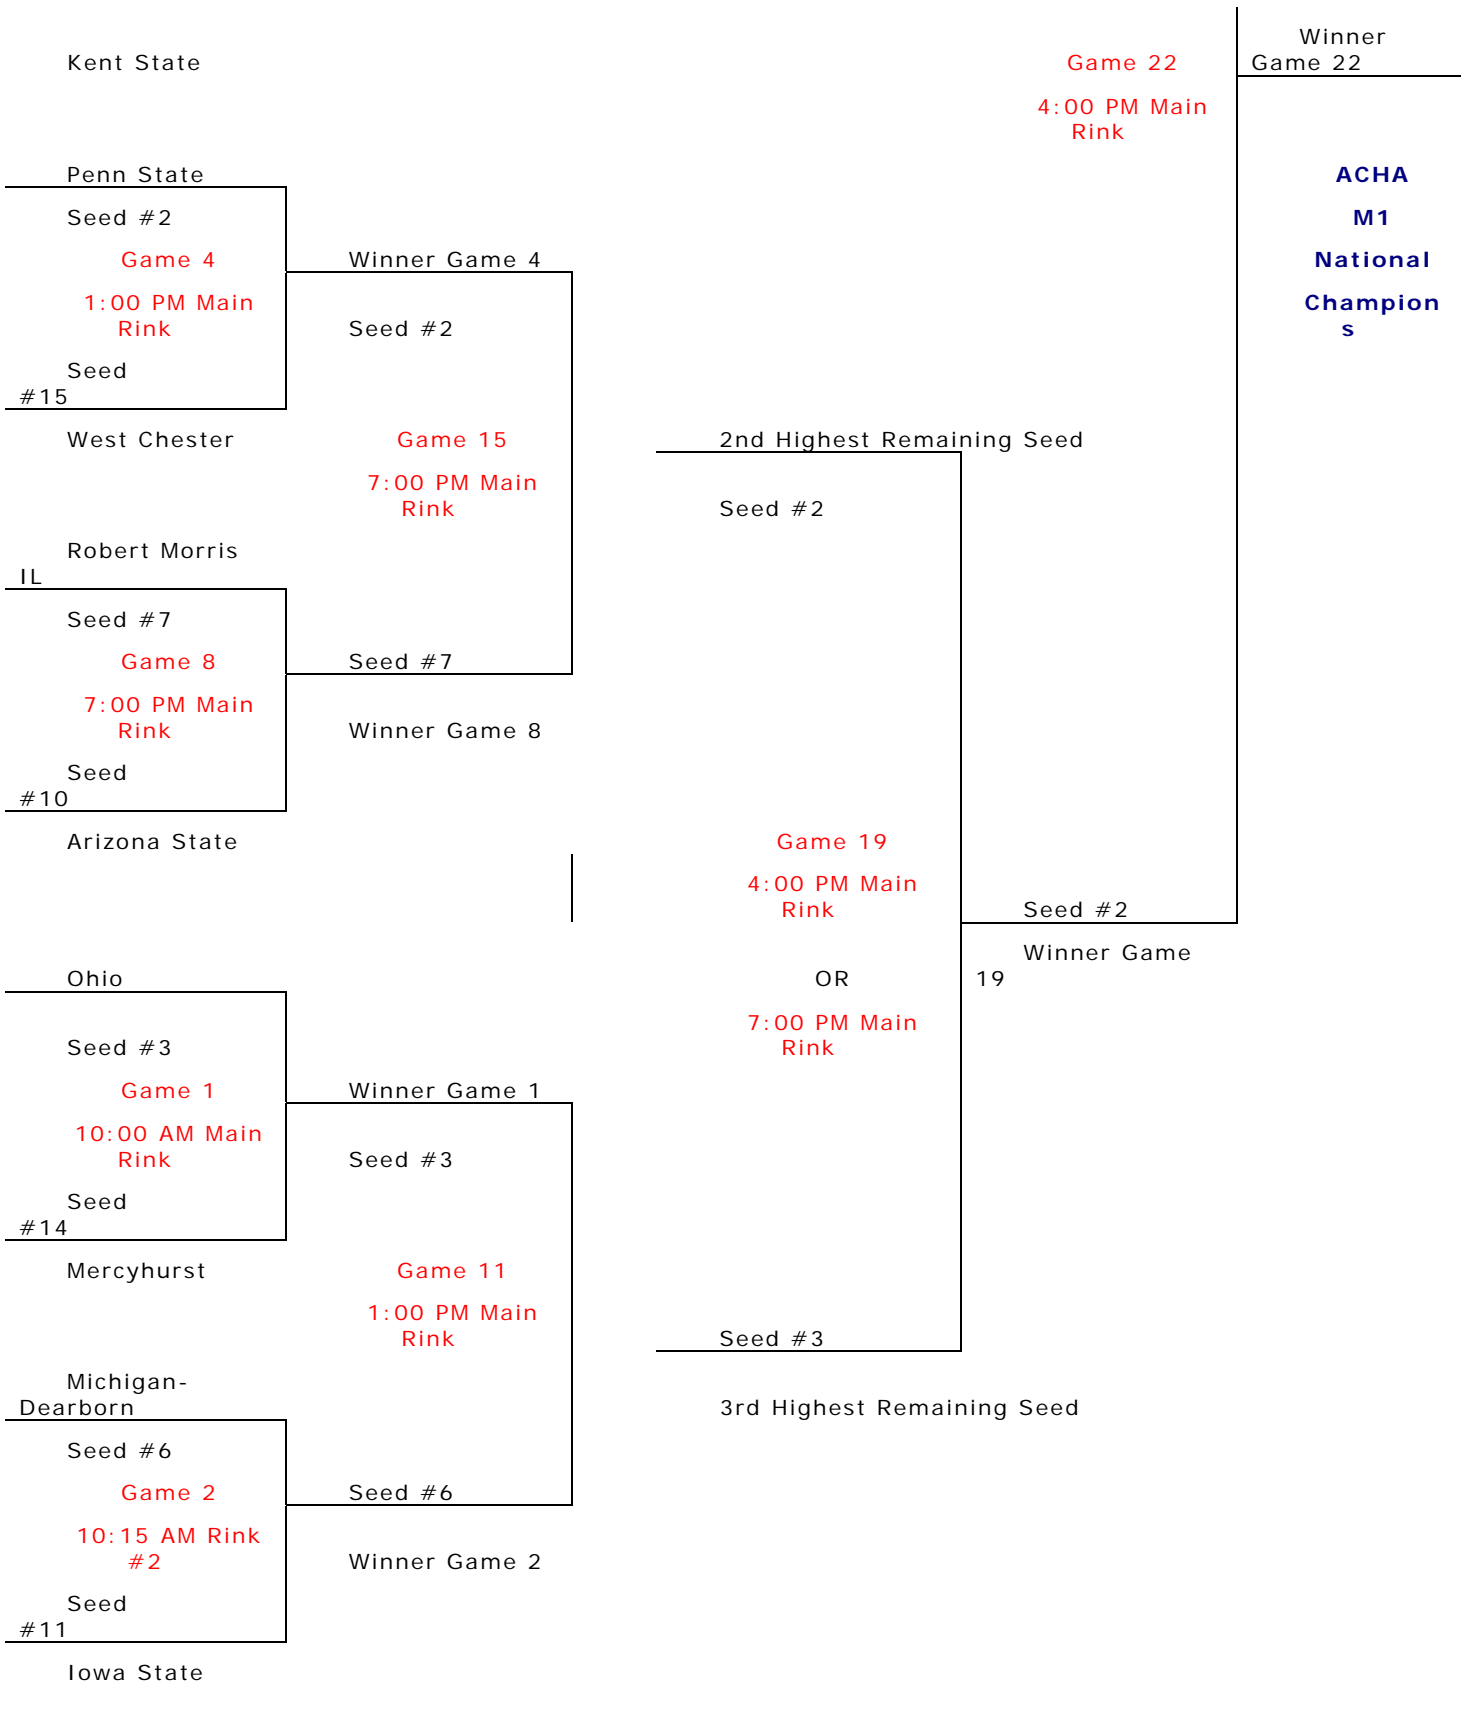 Winner
Kent State
Game 22
Game 22
4:00 PM Main
Rink
Penn State
ACHA
Seed #2
M1
Game 4
Winner Game 4
National
1:00 PM Main
Rink
Seed #2
Champion
s
Seed
#15
West Chester
Game 15
2nd Highest Remaining Seed
7:00 PM Main
Rink
Seed #2
Robert Morris
IL
Seed #7
Game 8
Seed #7
7:00 PM Main
Rink
Winner Game 8
Seed
#10
Arizona State
Game 19
4:00 PM Main
Rink
Seed #2
Winner Game
19
Ohio
OR
7:00 PM Main
Rink
Seed #3
Game 1
Winner Game 1
10:00 AM Main
Rink
Seed #3
Seed
#14
Mercyhurst
Game 11
1:00 PM Main
Rink
Seed #3
Michigan-
Dearborn
3rd Highest Remaining Seed
Seed #6
Game 2
Seed #6
10:15 AM Rink
#2
Winner Game 2
Seed
#11
Iowa State